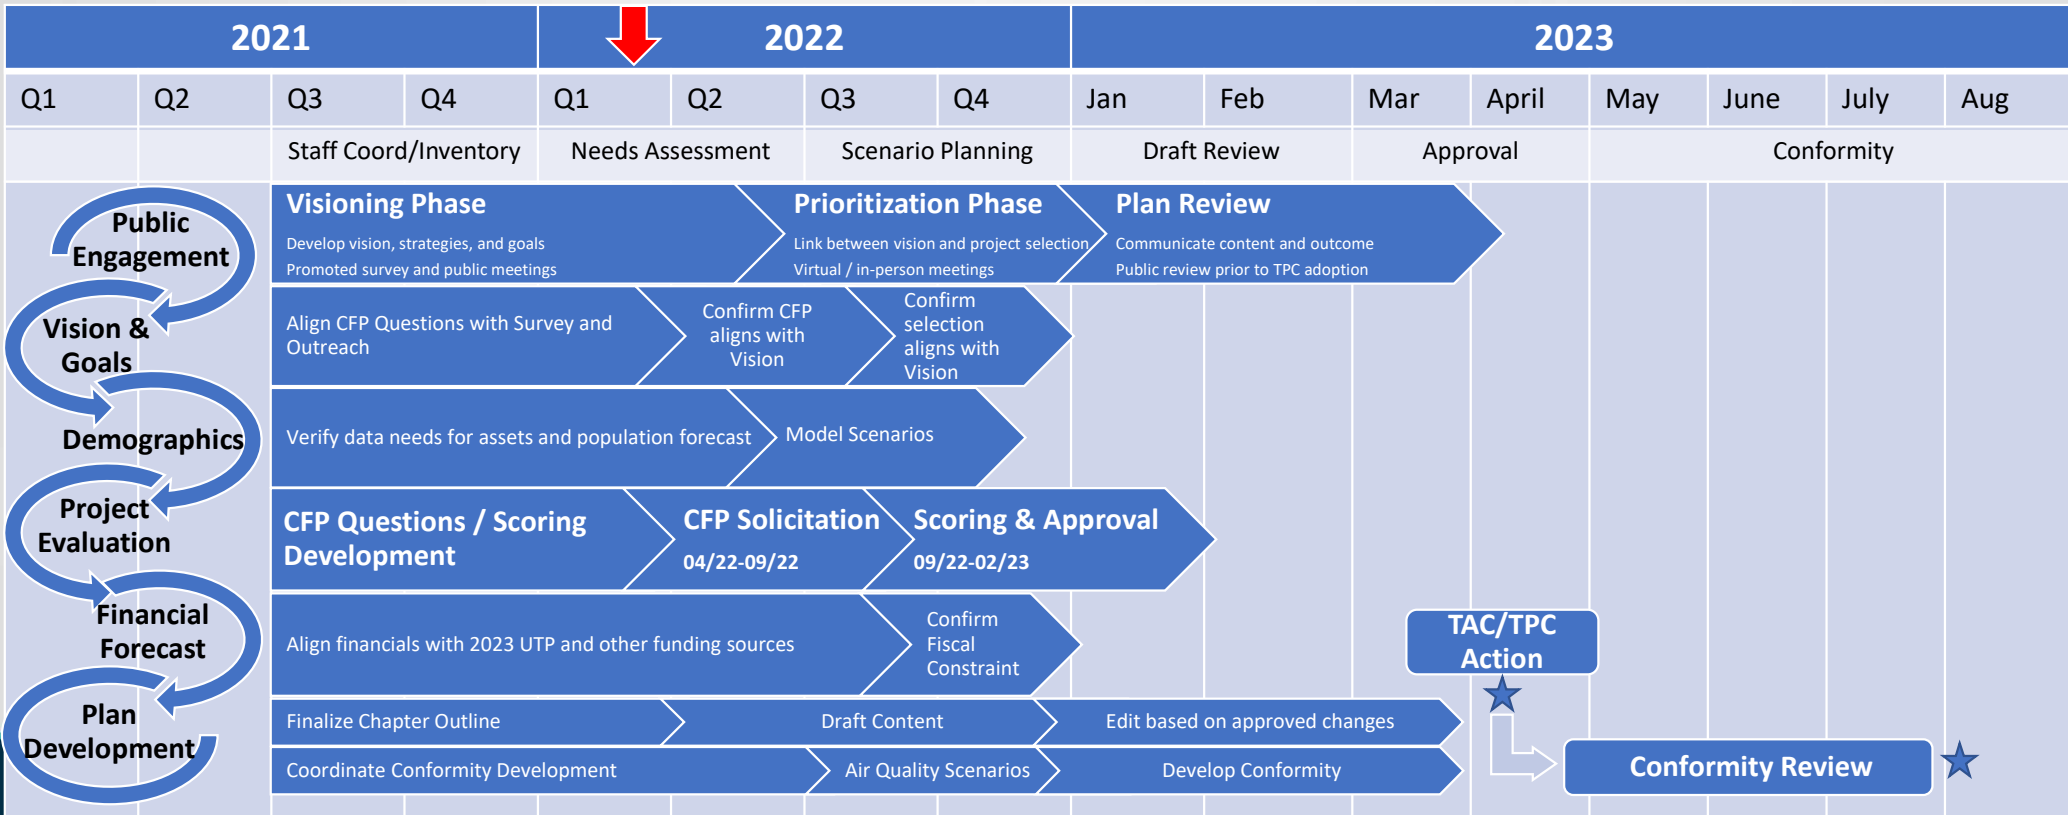 2021 2022 2023
Q1 Q2 Q3 Q4 Q1 Q2 Q3 Q4 Jan Feb Mar April May June July Aug
Staff Coord/Inventory Needs Assessment Scenario Planning Draft Review Approval Conformity
Public
Engagement
Visioning Phase
Develop vision, strategies, and goals
Promoted survey and public meetings
Prioritization Phase
Link between vision and project selection
Virtual / in-person meetings
Plan Review
Communicate content and outcome
Public review prior to TPC adoption
Vision &
Goals
Align CFP Questions with Survey and
Outreach
Confirm CFP
aligns with
Vision
Confirm
selection
aligns with
Vision
Demographics
Verify data needs for assets and population forecast
Model Scenarios
Project
Evaluation
CFP Questions / Scoring
Development
CFP Solicitation
04/22-09/22
Scoring & Approval
09/22-02/23
Financial
Forecast
Align financials with 2023 UTP and other funding sources
Confirm
Fiscal
Constraint
TAC/TPC
Action
Plan
Development
Finalize Chapter Outline
Draft Content
Edit based on approved changes
Coordinate Conformity Development
Air Quality Scenarios
Develop Conformity
Conformity Review